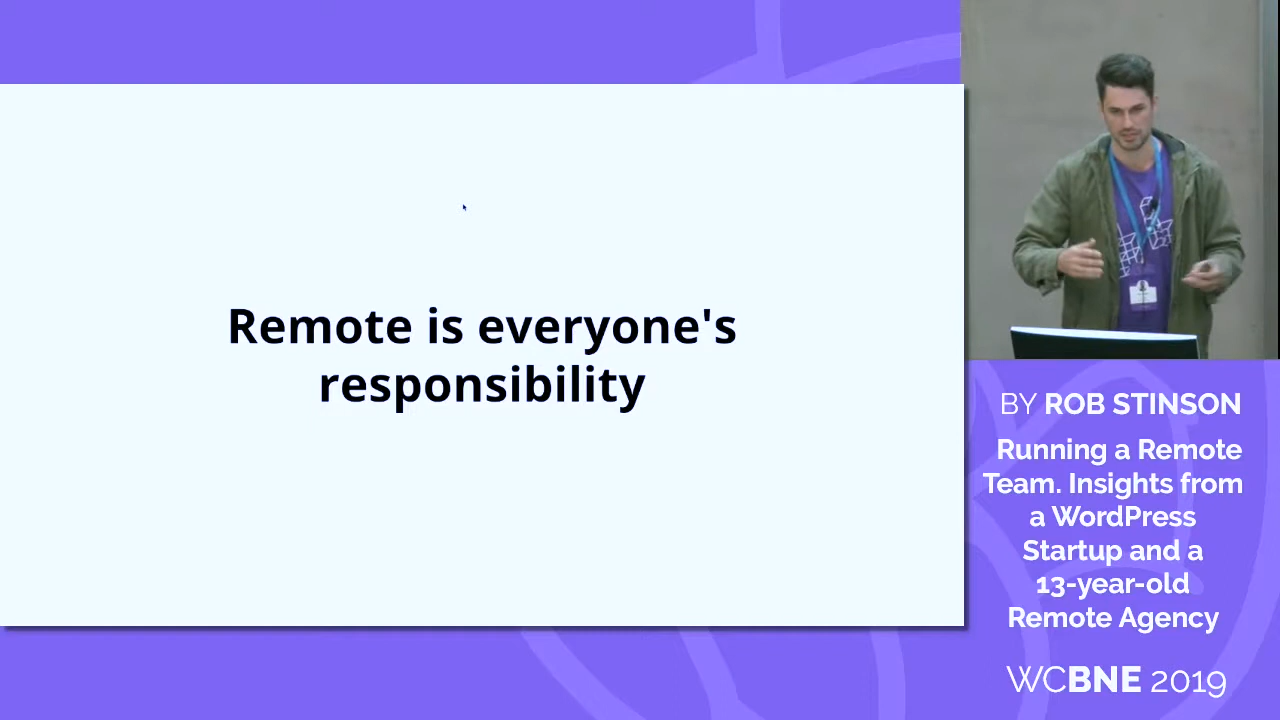 Remote is everyone's
responsibility
BY ROB STINSON
Running a Remote
Team. Insights from
a WordPress
Startup and a
13-year-old
Remote Agency
WCBNE 2019